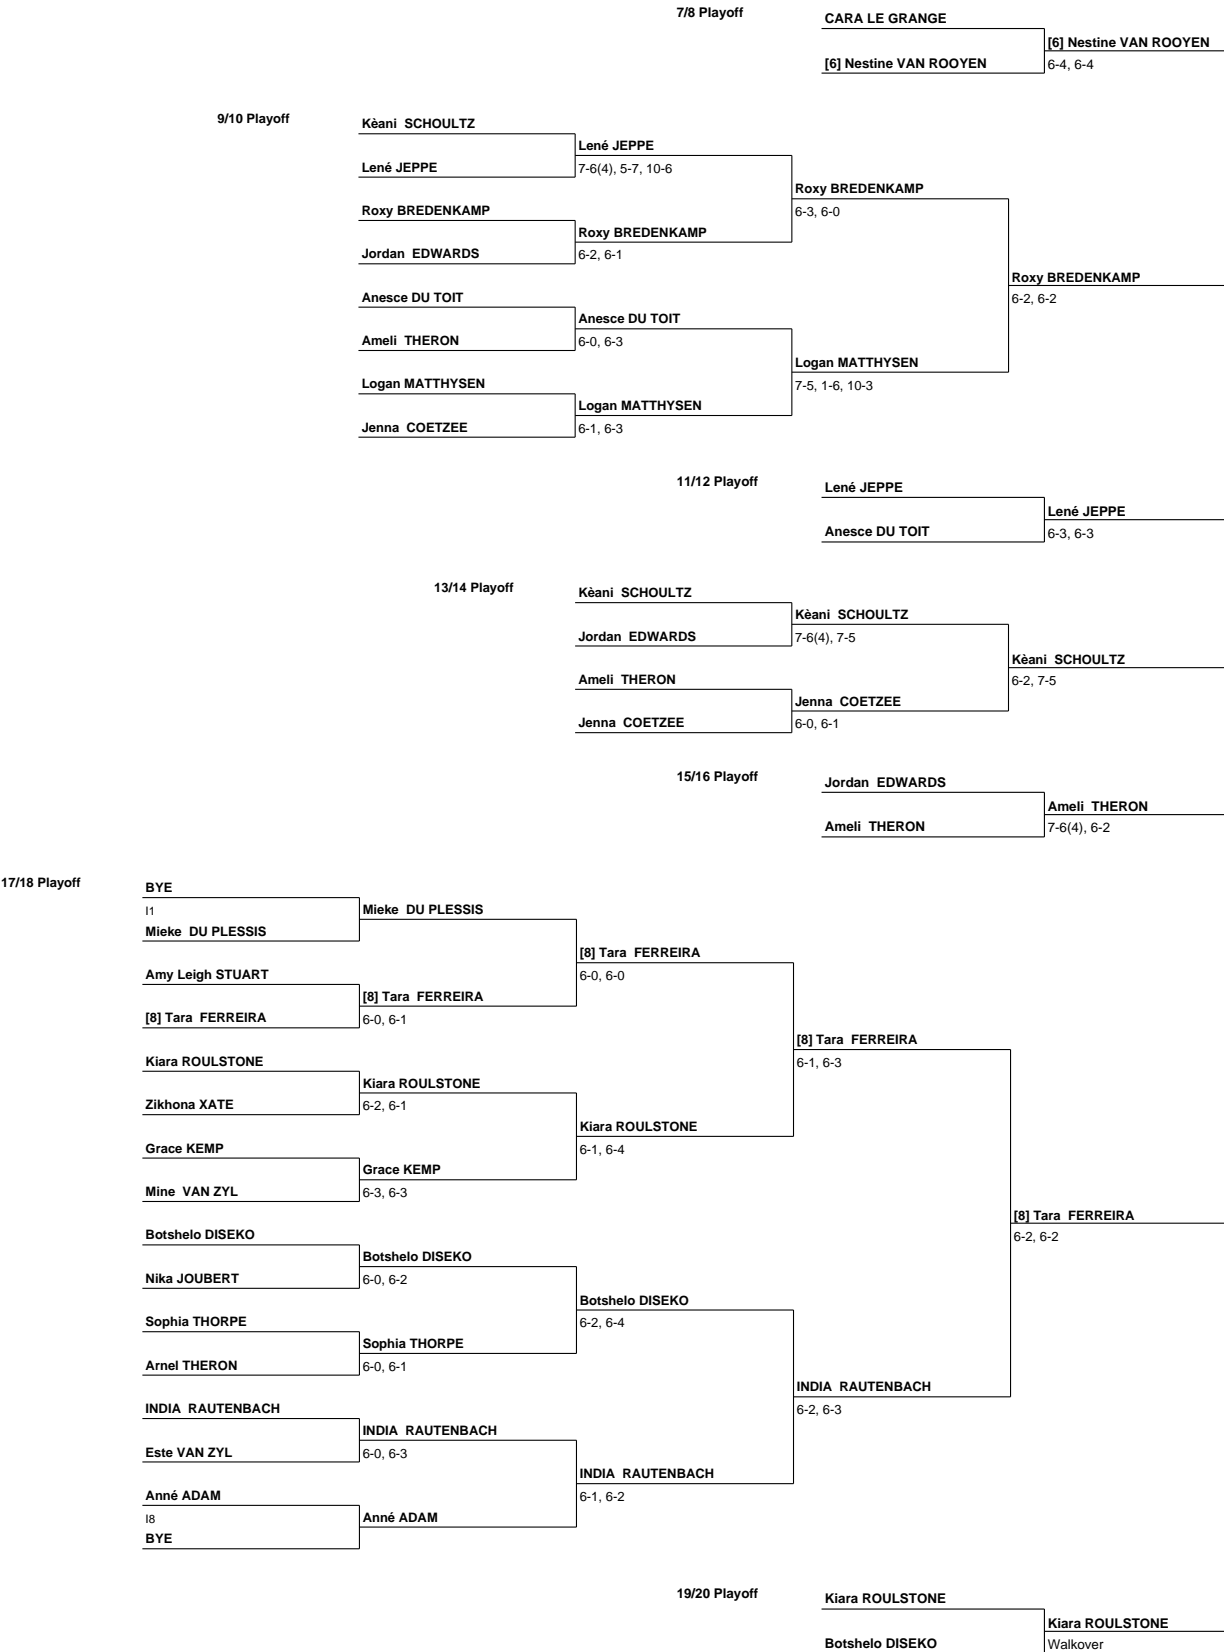 7/8 Playoff
CARA LE GRANGE
[6] Nestine VAN ROOYEN
[6] Nestine VAN ROOYEN
6-4, 6-4
9/10 Playoff
Kèani SCHOULTZ
Lené JEPPE
Lené JEPPE
7-6(4), 5-7, 10-6
Roxy BREDENKAMP
6-3, 6-0
Roxy BREDENKAMP
Roxy BREDENKAMP
Jordan EDWARDS
6-2, 6-1
Roxy BREDENKAMP
6-2, 6-2
Anesce DU TOIT
Anesce DU TOIT
Ameli THERON
6-0, 6-3
Logan MATTHYSEN
7-5, 1-6, 10-3
Logan MATTHYSEN
Logan MATTHYSEN
Jenna COETZEE
6-1, 6-3
11/12 Playoff
Lené JEPPE
Lené JEPPE
Anesce DU TOIT
6-3, 6-3
13/14 Playoff
Kèani SCHOULTZ
Kèani SCHOULTZ
Jordan EDWARDS
7-6(4), 7-5
Kèani SCHOULTZ
6-2, 7-5
Ameli THERON
Jenna COETZEE
Jenna COETZEE
6-0, 6-1
15/16 Playoff
Jordan EDWARDS
Ameli THERON
Ameli THERON
7-6(4), 6-2
17/18 Playoff
BYE
I1
Mieke DU PLESSIS
Mieke DU PLESSIS
[8] Tara FERREIRA
6-0, 6-0
Amy Leigh STUART
[8] Tara FERREIRA
[8] Tara FERREIRA
6-0, 6-1
[8] Tara FERREIRA
6-1, 6-3
Kiara ROULSTONE
Kiara ROULSTONE
Zikhona XATE
6-2, 6-1
Kiara ROULSTONE
6-1, 6-4
Grace KEMP
Grace KEMP
Mine VAN ZYL
6-3, 6-3
[8] Tara FERREIRA
6-2, 6-2
Botshelo DISEKO
Botshelo DISEKO
Nika JOUBERT
6-0, 6-2
Botshelo DISEKO
6-2, 6-4
Sophia THORPE
Sophia THORPE
Arnel THERON
6-0, 6-1
INDIA RAUTENBACH
6-2, 6-3
INDIA RAUTENBACH
INDIA RAUTENBACH
Este VAN ZYL
6-0, 6-3
INDIA RAUTENBACH
6-1, 6-2
Anné ADAM
I8
Anné ADAM
BYE
19/20 Playoff
Kiara ROULSTONE
Kiara ROULSTONE
Botshelo DISEKO
Walkover